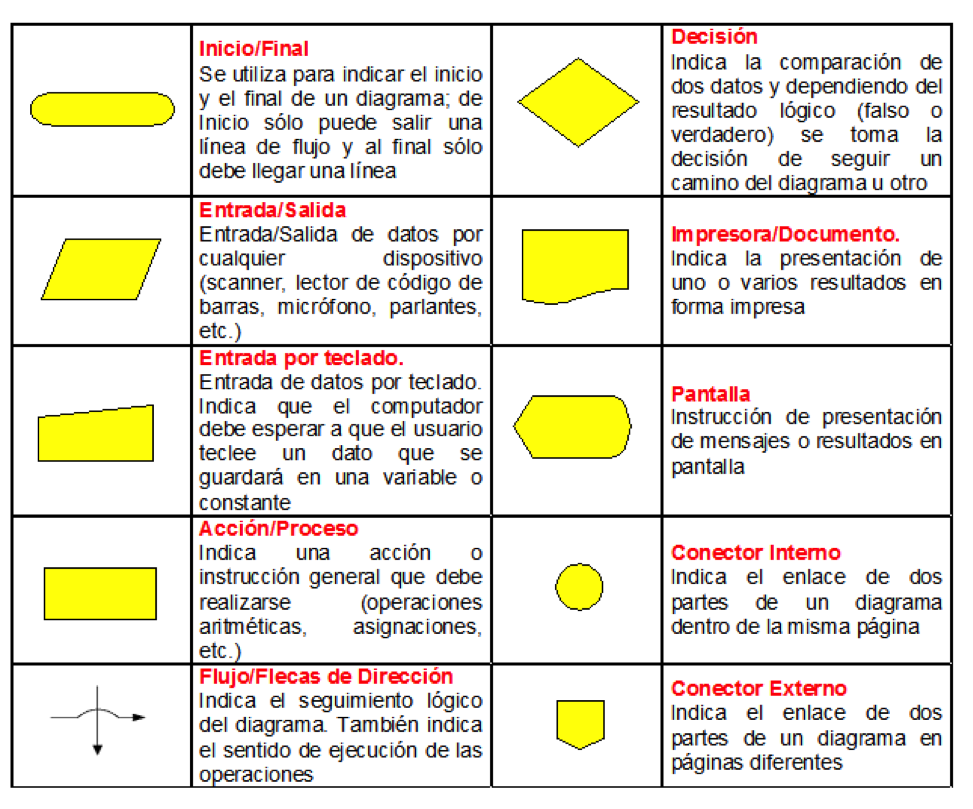 Inicio/Final
Se utiliza para indicar el inicio
y el final de un diagrama; de
Inicio sólo puede salir una
línea de flujo y al final sólo
debe llegar una línea
Decisión
Indica la comparación de
dos datos y dependiendo del
resultado lógico (falso o
verdadero) se toma la
decisión de seguir un
camino del diagrama u otro
Entrada/Salida
Entrada/Salida de datos por
cualquier dispositivo
(scanner, lector de código de
barras, micrófono, parlantes,
etc.)
Impresora/Documento.
Indica la presentación de
uno o varios resultados en
forma impresa
Entrada por teclado.
Entrada de datos por teclado.
Indica que el computador
debe esperar a que el usuario
teclee un dato que se
guardará en una variable o
constante
Pantalla
Instrucción de presentación
de mensajes o resultados en
pantalla
Acción/Proceso
Indica una acción o
instrucción general que debe
realizarse (operaciones
aritméticas, asignaciones,
etc.)
Conector Interno
Indica el enlace de dos
partes de un diagrama
dentro de la misma página
Flujo/Flecas de Dirección
Indica el seguimiento lógico
del diagrama. También indica
el sentido de ejecución de las
operaciones
Conector Externo
Indica el enlace de dos
partes de un diagrama en
páginas diferentes